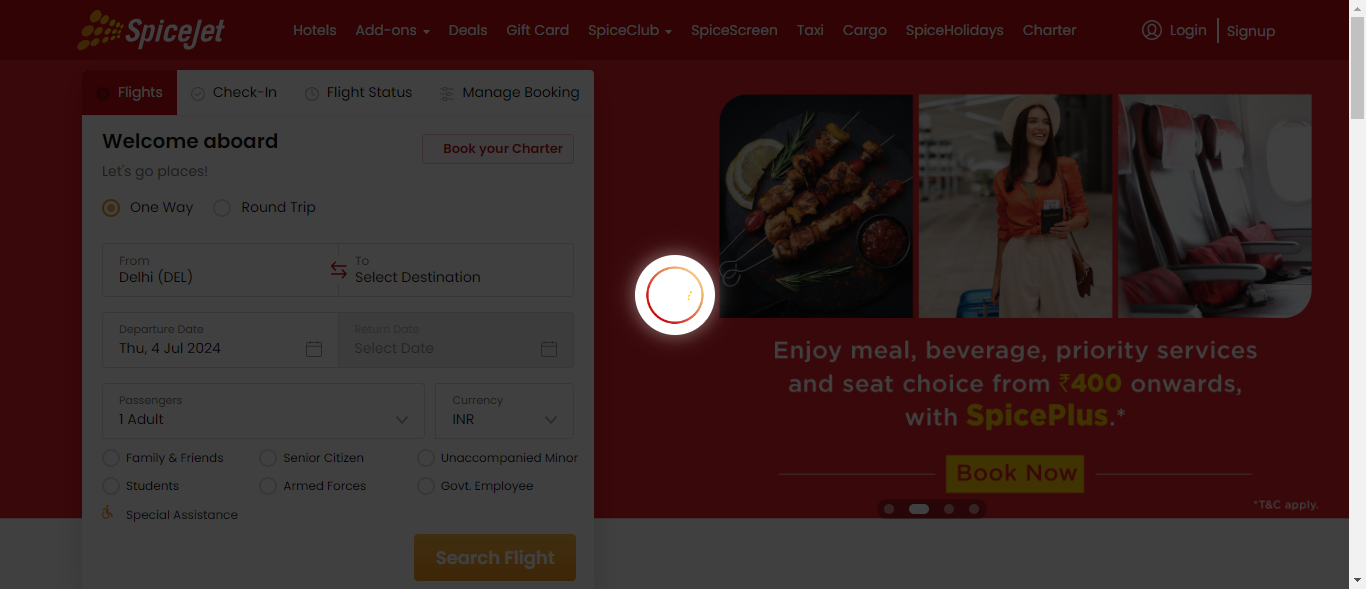 SpiceJet
Hotels Add-ons Deals Gift Card SpiceClub SpiceScreen Taxi Cargo SpiceHolidays Charter Login Signup
Flights Check-In Flight Status Manage Booking
Welcome aboard
Book your Charter
Let's go places!
One Way Round Trip
From
Delhi (DEL)
To
Select Destination
Departure Date
Thu, 4 Jul 2024
Return Date
Select Date
Passengers
1 Adult
Currency
INR
Family & Friends Senior Citizen Unaccompanied Minor
Students Armed Forces Govt. Employee
Special Assistance
Search Flight
Enjoy meal, beverage, priority services
and seat choice from ₹400 onwards,
with SpicePlus.*
Book Now
*T&C apply.